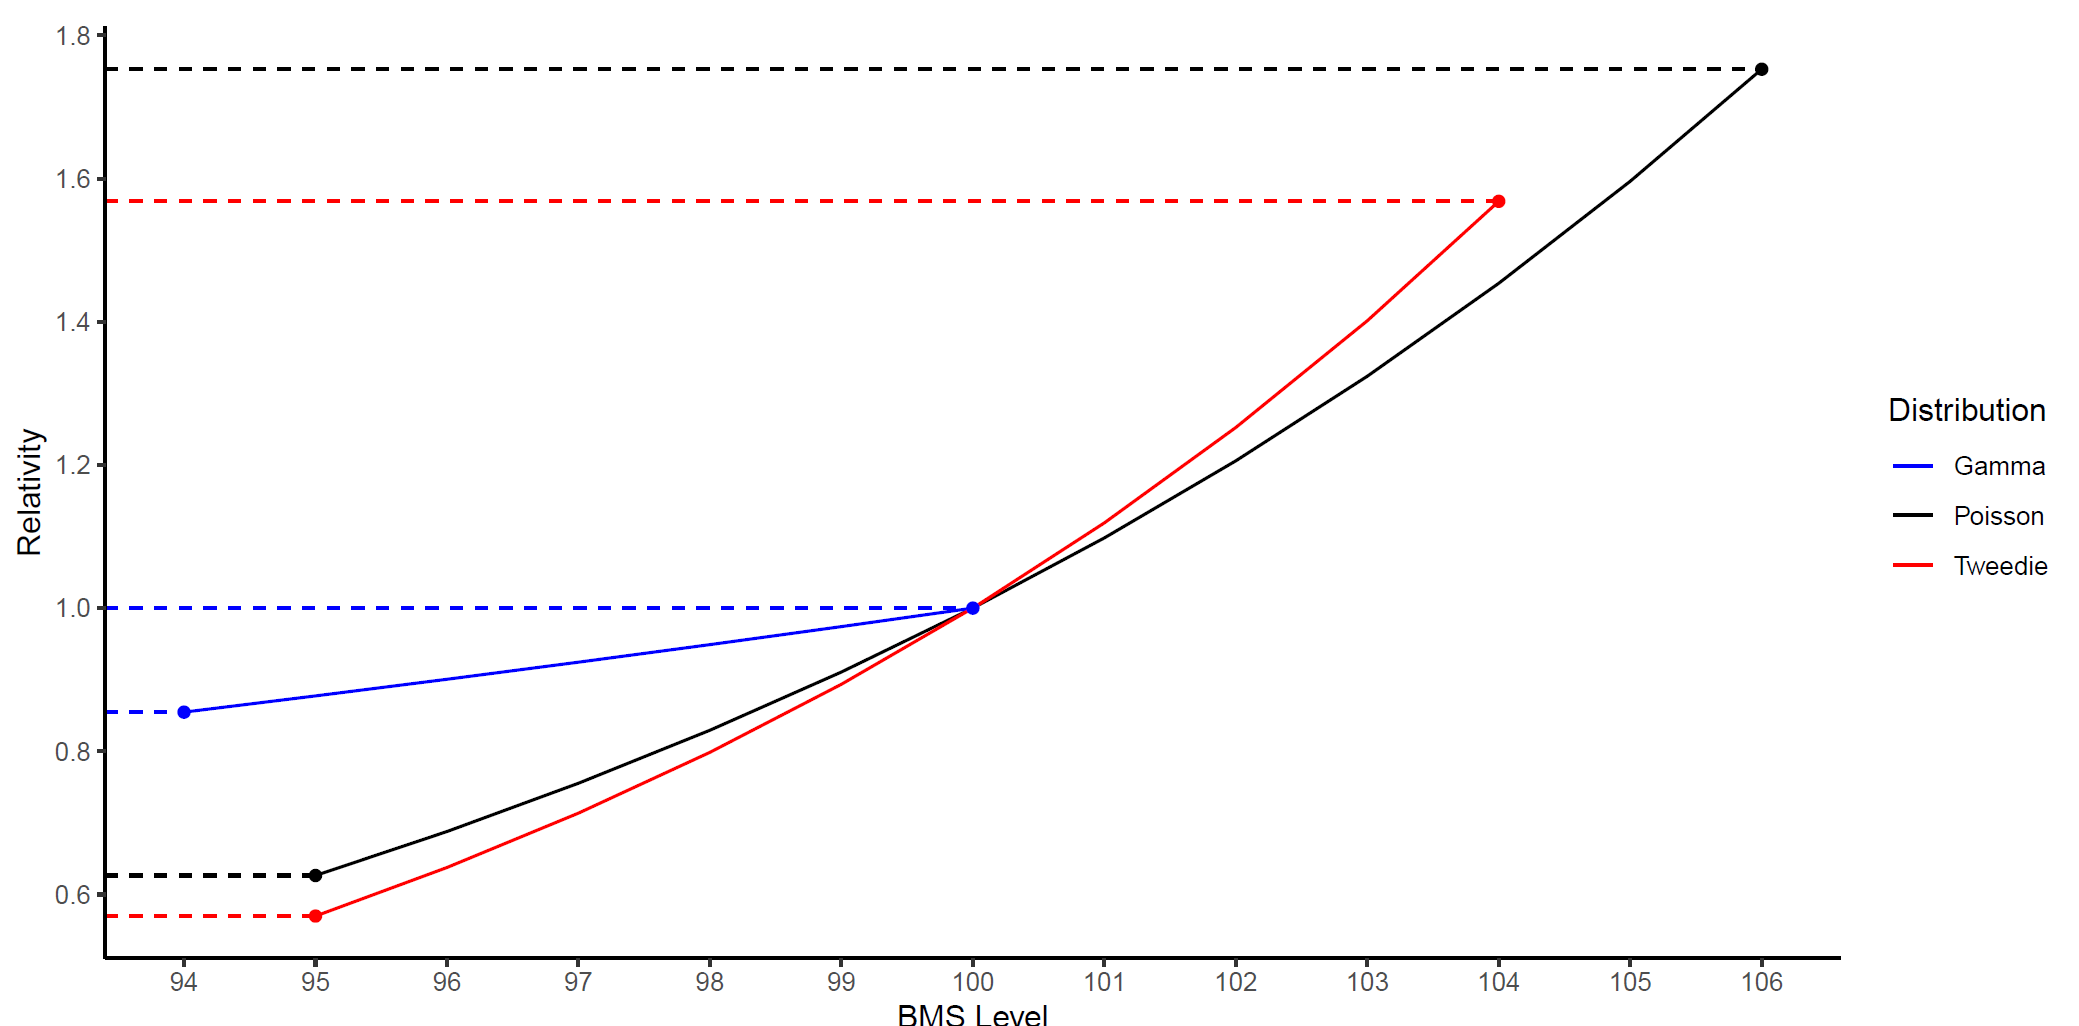 1.8
1.6
1.4
1.2
1.0
0.8
0.6
Relativity
94 95 96 97 98 99 100 101 102 103 104 105 106
BMS Level
Distribution
Gamma
Poisson
Tweedie